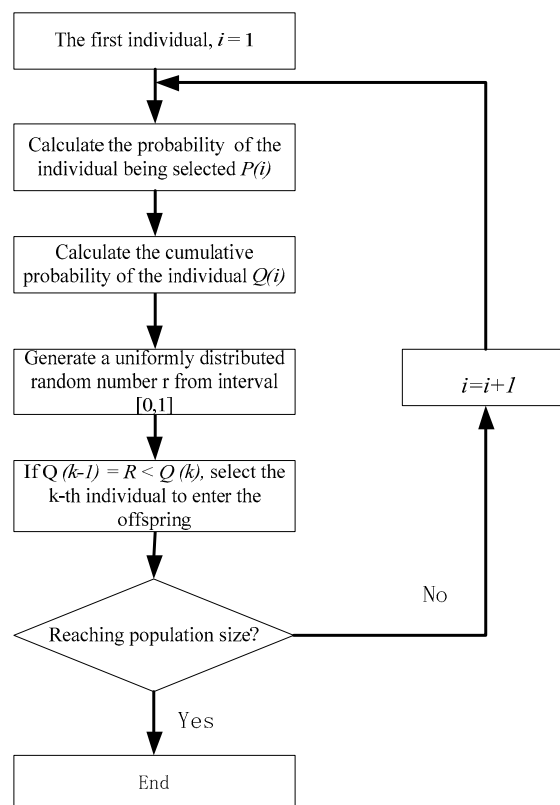 The first individual, i = 1
Calculate the probability of the
individual being selected P(i)
Calculate the cumulative
probability of the individual Q(i)
Generate a uniformly distributed
random number r from interval
[0,1]
i=i+1
If Q (k-1) = R < Q (k), select the
k-th individual to enter the
offspring
Reaching population size?
No
Yes
End